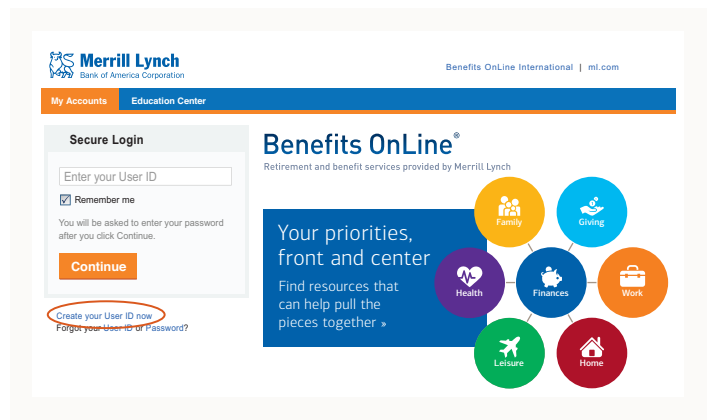 Merrill Lynch
Bank of America Corporation
Benefits OnLine International | ml.com
My Accounts Education Center
Secure Login
Enter your User ID
Remember me
You will be asked to enter your password
after you click Continue.
Continue
Create your User ID now
Forgot your User ID or Password?
Benefits OnLine®
Retirement and benefit services provided by Merrill Lynch
Your priorities,
front and center
Find resources that
can help pull the
pieces together »
Family
Giving
Health
Finances
Work
Leisure
Home